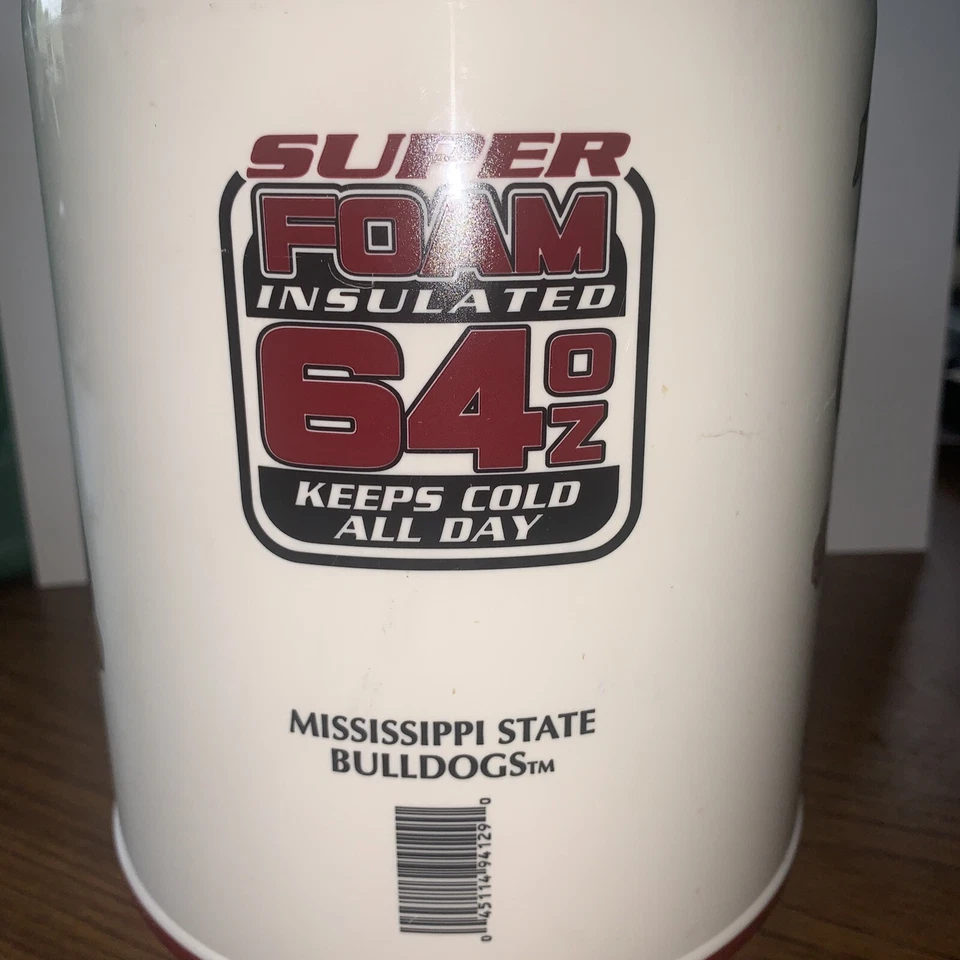 SUPER
FOAM
INSULATED
64 OZ
KEEPS COLD
ALL DAY
MISSISSIPPI STATE
BULLDOGS™
0 45114 94129 0